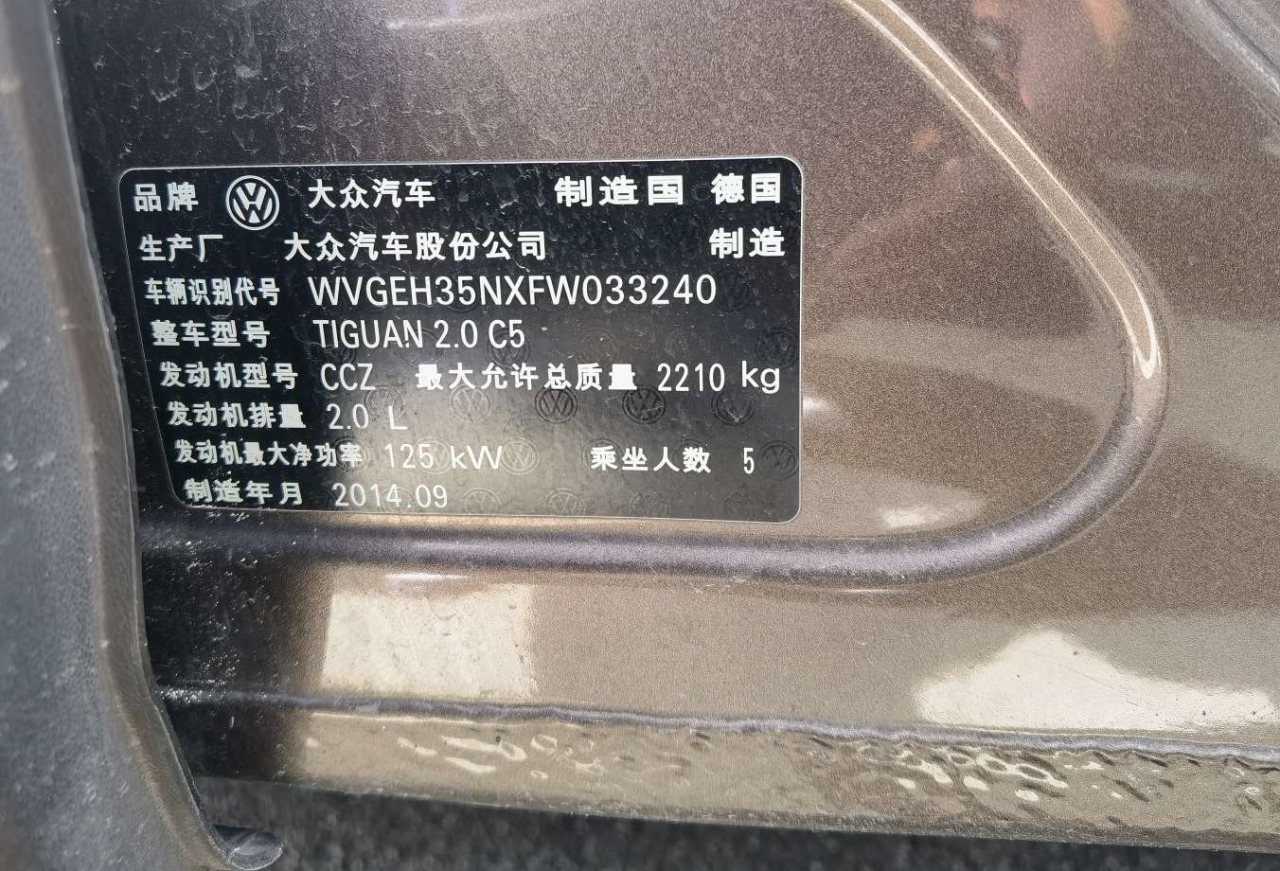 品牌 大众汽车 制造国 德国
生产厂 大众汽车股份公司 制造
车辆识别代号 WVGEH35NXFW033240
整车型号 TIGUAN 2.0 C5
发动机型号 CCZ 最大允许总质量 2210 kg
发动机排量 2.0 L
发动机最大净功率 125 kW 乘坐人数 5
制造年月 2014.09